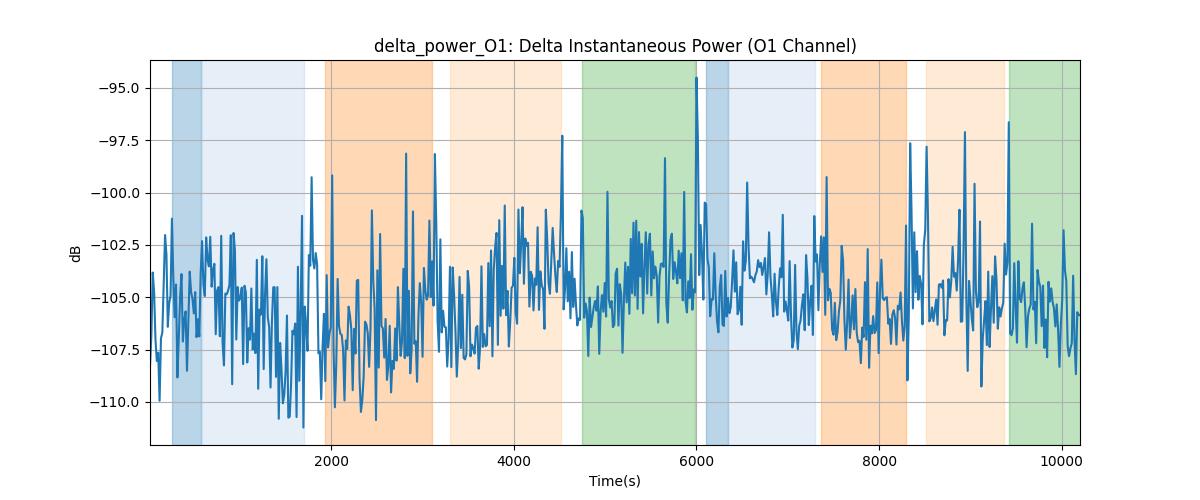 delta_power_O1: Delta Instantaneous Power (O1 Channel)
−95.0
−97.5
−100.0
−102.5
−105.0
−107.5
−110.0
dB
2000 4000 6000 8000 10000
Time(s)